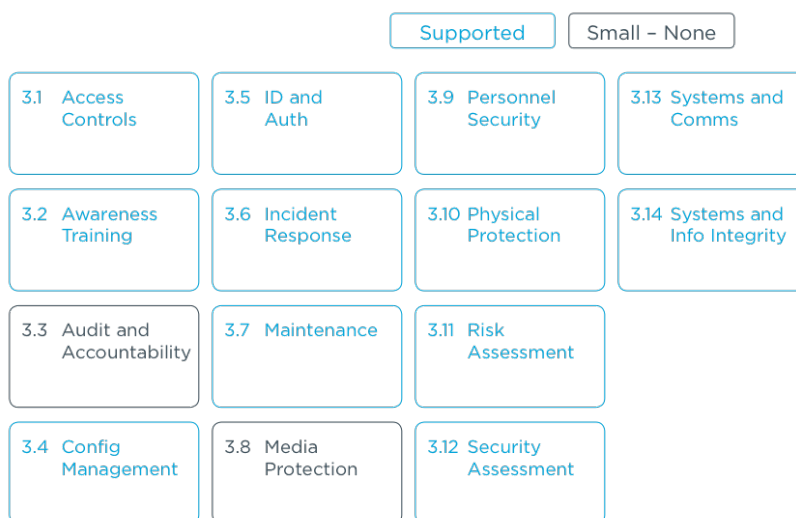 Supported
Small – None
3.1 Access
Controls
3.2 Awareness
Training
3.3 Audit and
Accountability
3.4 Config
Management
3.5 ID and
Auth
3.6 Incident
Response
3.7 Maintenance
3.8 Media
Protection
3.9 Personnel
Security
3.10 Physical
Protection
3.11 Risk
Assessment
3.12 Security
Assessment
3.13 Systems and
Comms
3.14 Systems and
Info Integrity